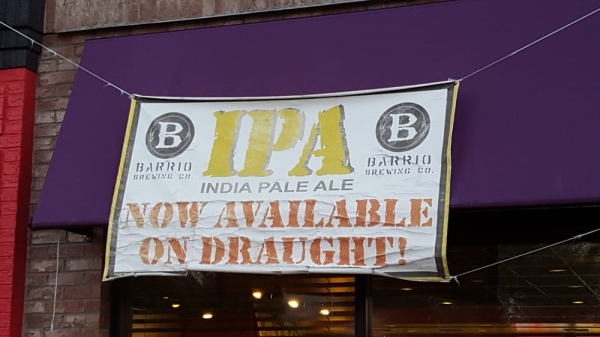 B IPA B
BARRIO BARRIO
BREWING CO. INDIA PALE ALE BREWING CO.
NOW AVAILABLE
ON DRAUGHT!